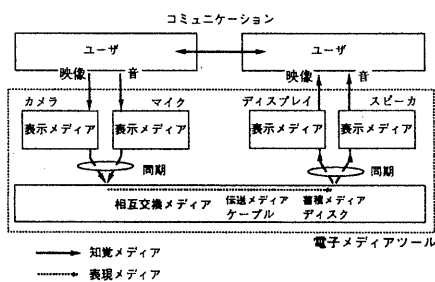 コミュニケーション
ユーザ ユーザ
映像 音 映像 音
カメラ マイク ディスプレイ スピーカ
表示メディア 表示メディア 表示メディア 表示メディア
同期 同期
相互交換メディア 伝送メディア 蓄積メディア
ケーブル ディスク
電子メディアツール
知覚メディア
表現メディア